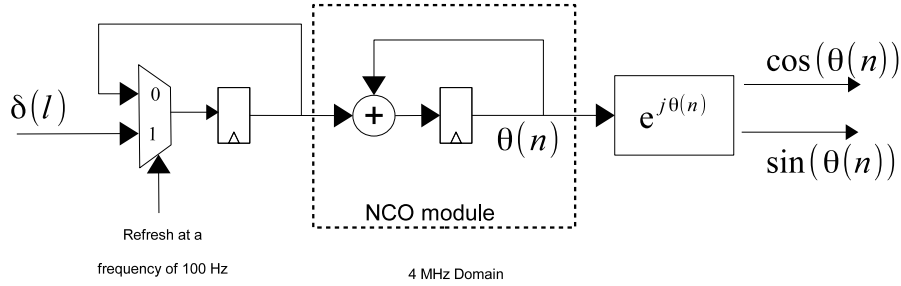 δ(l)
0
1
Refresh at a
frequency of 100 Hz
+
θ(n)
NCO module
4 MHz Domain
e^{jθ(n)}
cos(θ(n))
sin(θ(n))